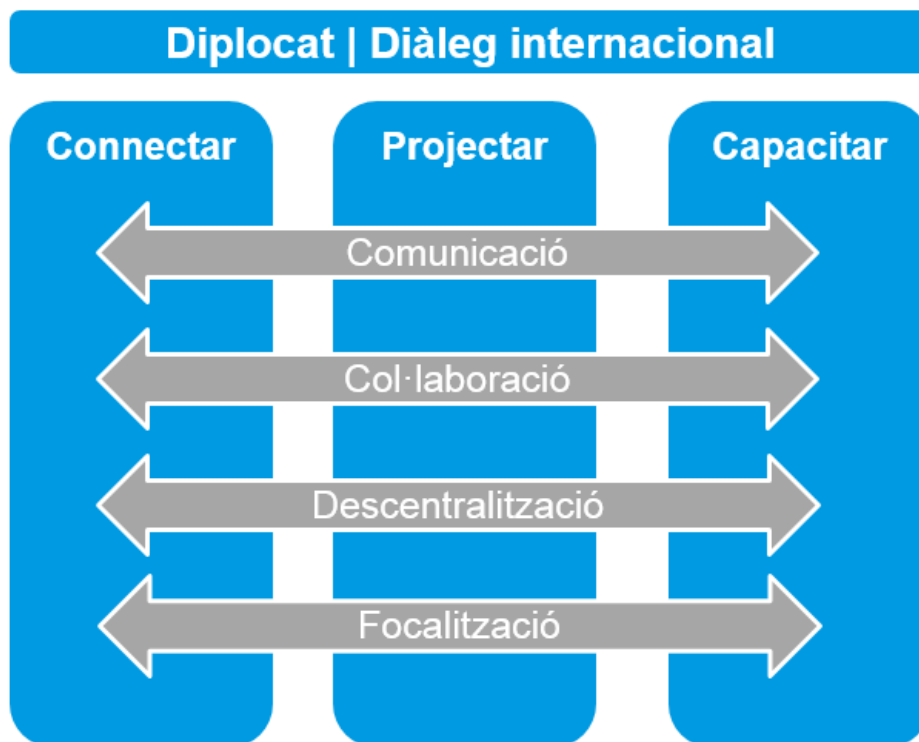 Diplocat | Diàleg internacional
Connectar
Projectar
Capacitar
Comunicació
Col·laboració
Descentralització
Focalització